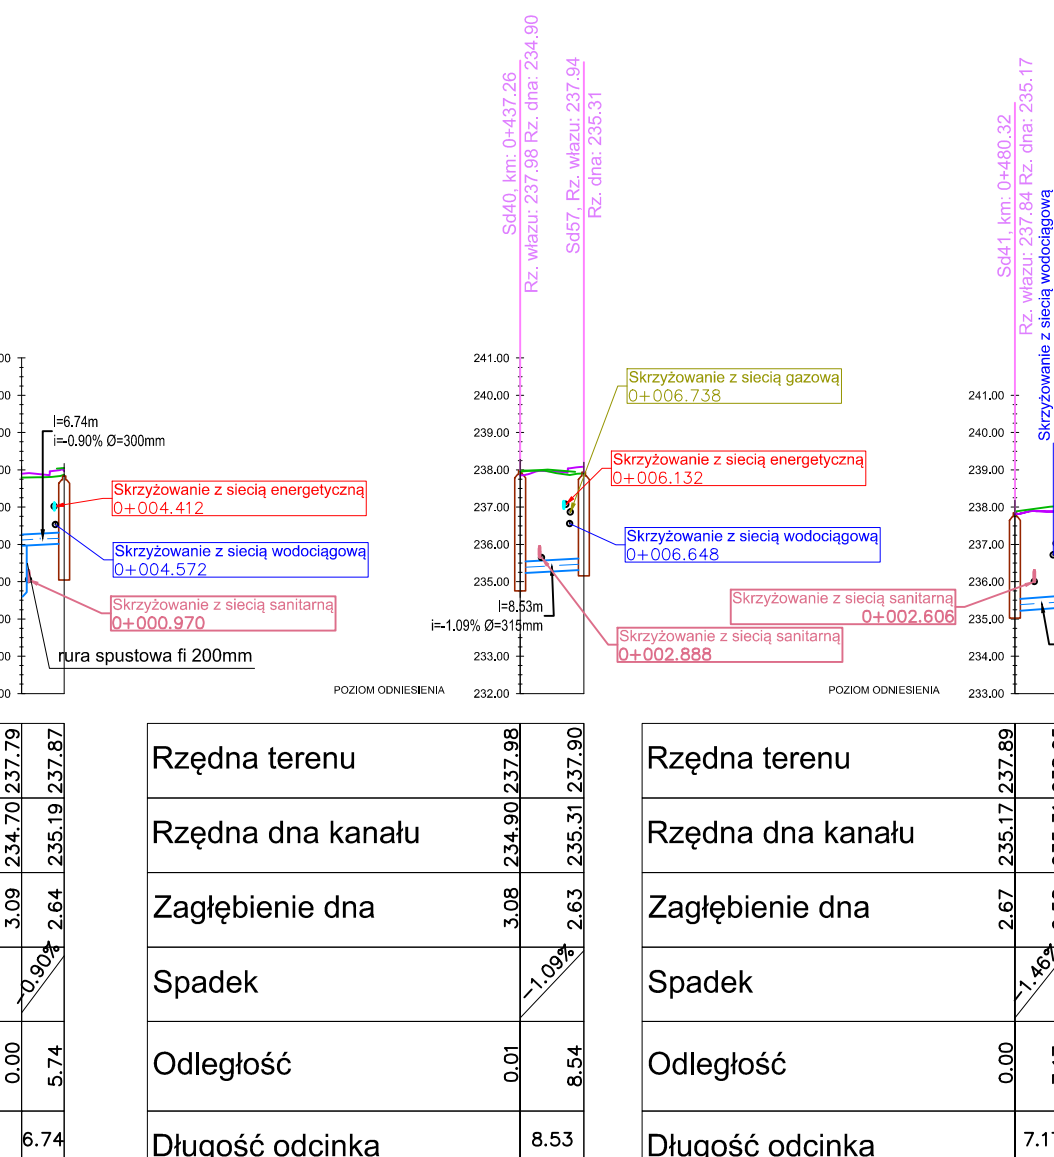 Sd40, km: 0+437.26
Rz. włazu: 237.98 Rz. dna: 234.90
Sd57, Rz. włazu: 237.94
Rz. dna: 235.31
Sd41, km: 0+480.32
Rz. włazu: 237.84 Rz. dna: 235.17
Skrzyżowanie z siecią wodociągową
l=6.74m
i=-0.90% Ø=300mm
Skrzyżowanie z siecią energetyczną
0+004.412
Skrzyżowanie z siecią wodociągową
0+004.572
Skrzyżowanie z siecią sanitarną
0+000.970
rura spustowa fi 200mm
241.00
240.00
239.00
238.00
237.00
236.00
235.00
233.00
232.00
POZIOM ODNIESIENIA
l=8.53m
i=-1.09% Ø=315mm
Skrzyżowanie z siecią gazową
0+006.738
Skrzyżowanie z siecią energetyczną
0+006.132
Skrzyżowanie z siecią wodociągową
0+006.648
Skrzyżowanie z siecią sanitarną
0+002.888
Skrzyżowanie z siecią sanitarną
0+002.606
241.00
240.00
239.00
238.00
237.00
236.00
235.00
234.00
233.00
POZIOM ODNIESIENIA
237.79 237.87
234.70 235.19
3.09 2.64
-0.90%
0.00 5.74
6.74
Rzędna terenu 237.98 237.90
Rzędna dna kanału 234.90 235.31
Zagłębienie dna 3.08 2.63
Spadek -1.09%
Odległość 0.01 8.54
Długość odcinka 8.53
Rzędna terenu 237.89
Rzędna dna kanału 235.17
Zagłębienie dna 2.67
Spadek -1.46%
Odległość 0.00
Długość odcinka 7.17